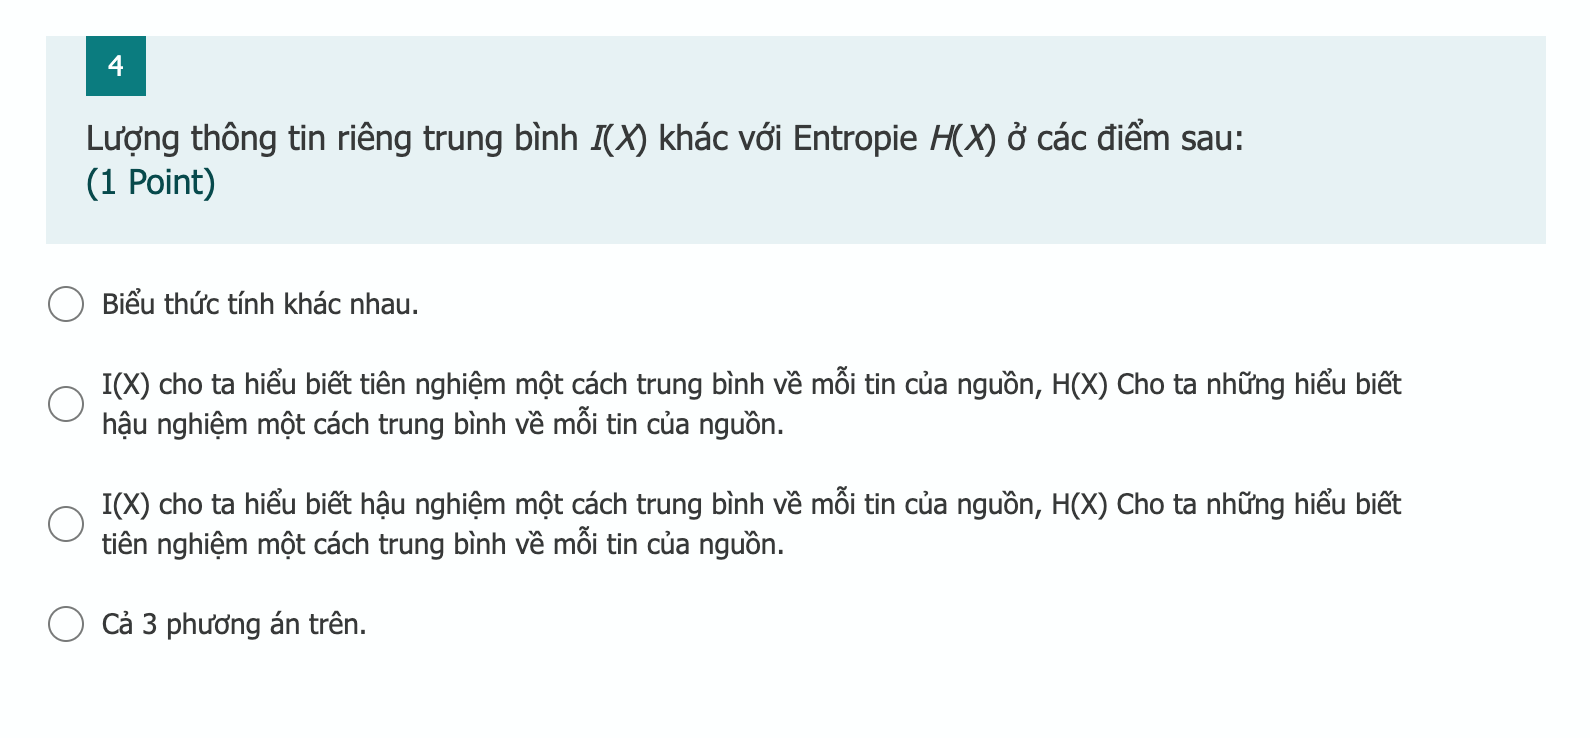 4
Lượng thông tin riêng trung bình I(X) khác với Entropie H(X) ở các điểm sau:
(1 Point)
Biểu thức tính khác nhau.
I(X) cho ta hiểu biết tiên nghiệm một cách trung bình về mỗi tin của nguồn, H(X) Cho ta những hiểu biết
hậu nghiệm một cách trung bình về mỗi tin của nguồn.
I(X) cho ta hiểu biết hậu nghiệm một cách trung bình về mỗi tin của nguồn, H(X) Cho ta những hiểu biết
tiên nghiệm một cách trung bình về mỗi tin của nguồn.
Cả 3 phương án trên.